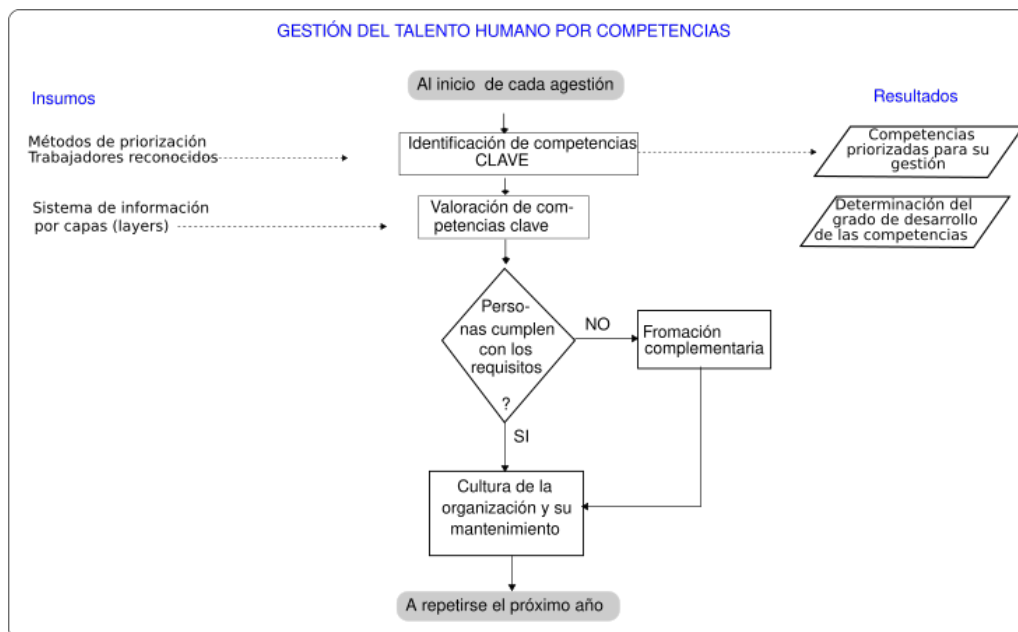 GESTIÓN DEL TALENTO HUMANO POR COMPETENCIAS
Al inicio de cada agestión
Insumos
Resultados
Métodos de priorización
Trabajadores reconocidos
Identificación de competencias
CLAVE
Competencias
priorizadas para su
gestión
Sistema de información
por capas (layers)
Valoración de com-
petencias clave
Determinación del
grado de desarrollo
de las competencias
Perso-
nas cumplen
con los
requisitos
?
NO
Fromación
complementaria
SI
Cultura de la
organización y su
mantenimiento
A repetirse el próximo año